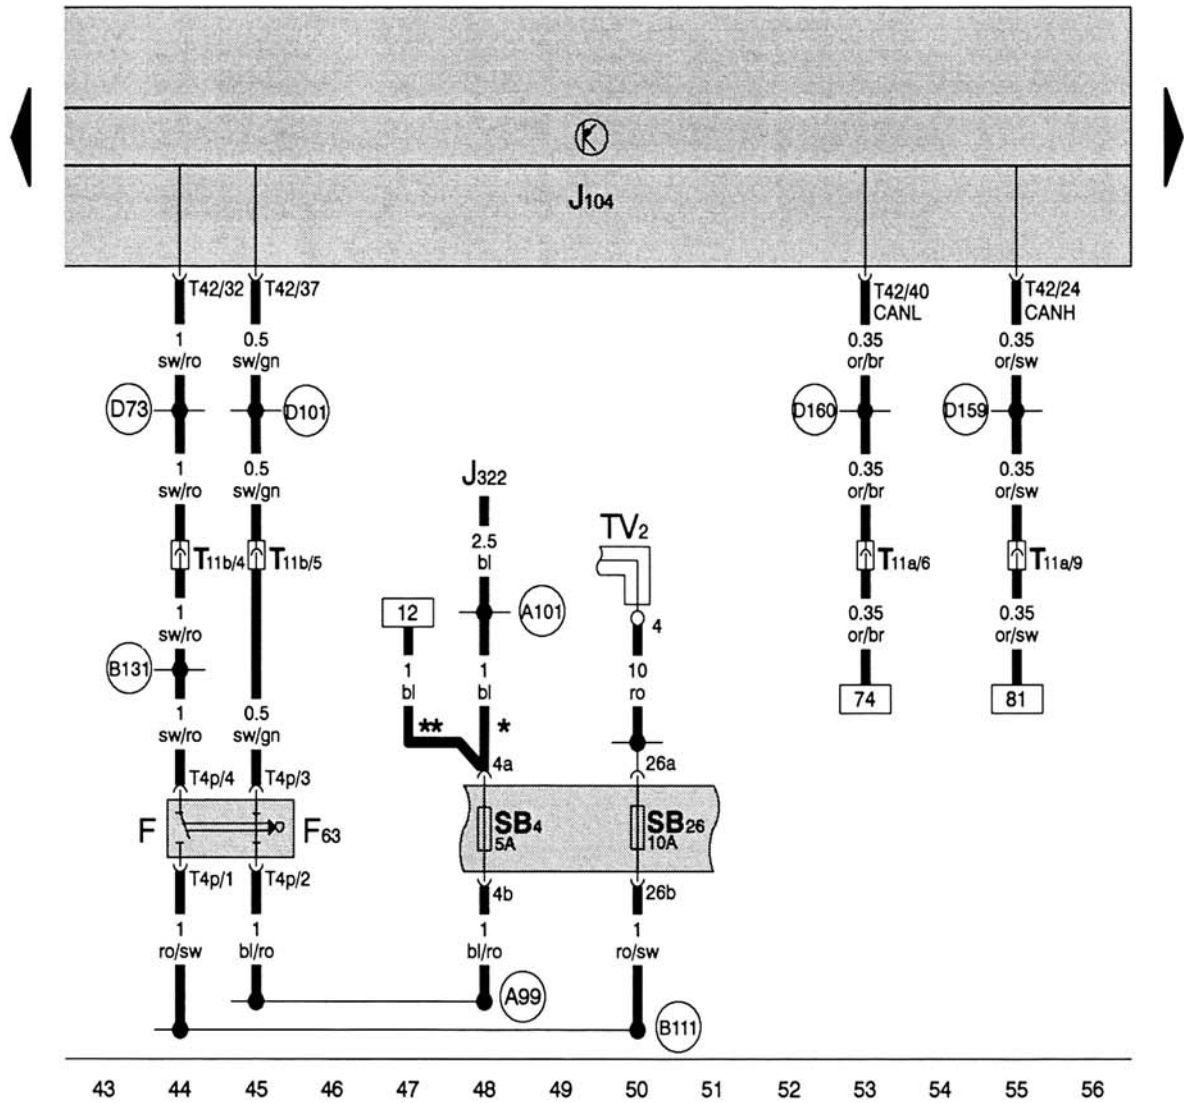 J104
T42/32 T42/37 T42/40 T42/24
CANL CANH
1 0.5 0.35 0.35
sw/ro sw/gn or/br or/sw
D73 D101 D160 D159
1 0.5 0.35 0.35
sw/ro sw/gn or/br or/sw
J322
TV2
2.5
bl
T11b/4 T11b/5 T11a/6 T11a/9
12 A101 4
1 0.35 0.35
sw/ro or/br or/sw
B131
1 1 10
bl bl ro
74 81
1 0.5
sw/ro sw/gn
** *
4a 26a
T4p/4 T4p/3
F F63 SB4 SB26
5A 10A
T4p/1 T4p/2 4b 26b
1 1 1 1
ro/sw bl/ro bl/ro ro/sw
A99
B111
43 44 45 46 47 48 49 50 51 52 53 54 55 56